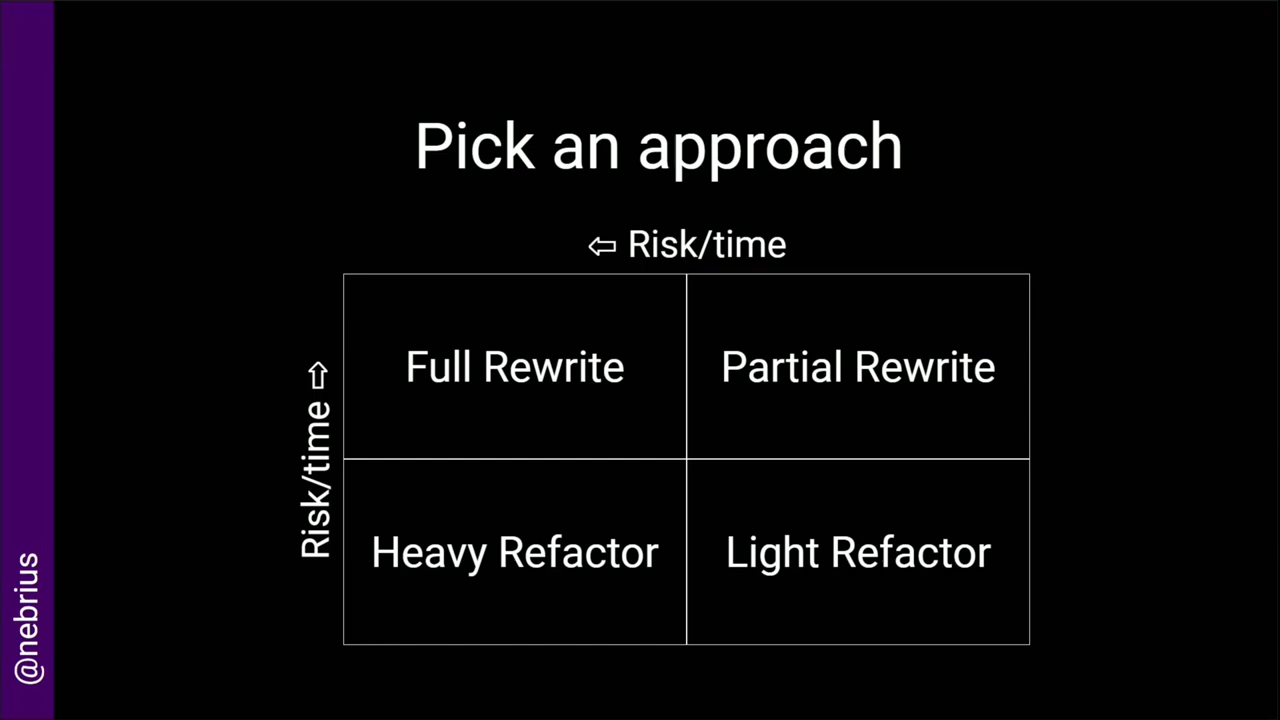 Pick an approach
⇦ Risk/time
Risk/time ⇨
Full Rewrite
Partial Rewrite
Heavy Refactor
Light Refactor
@nebrius